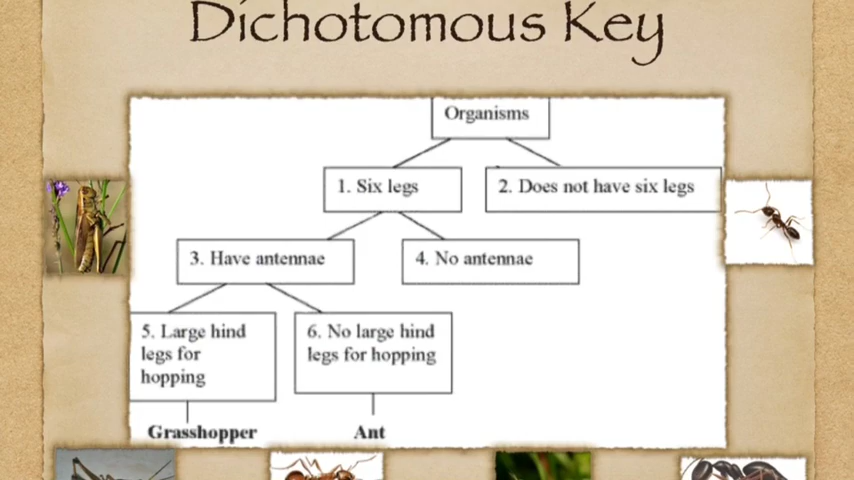 Dichotomous Key
Organisms
1. Six legs
2. Does not have six legs
3. Have antennae
4. No antennae
5. Large hind
legs for
hopping
6. No large hind
legs for hopping
Grasshopper
Ant